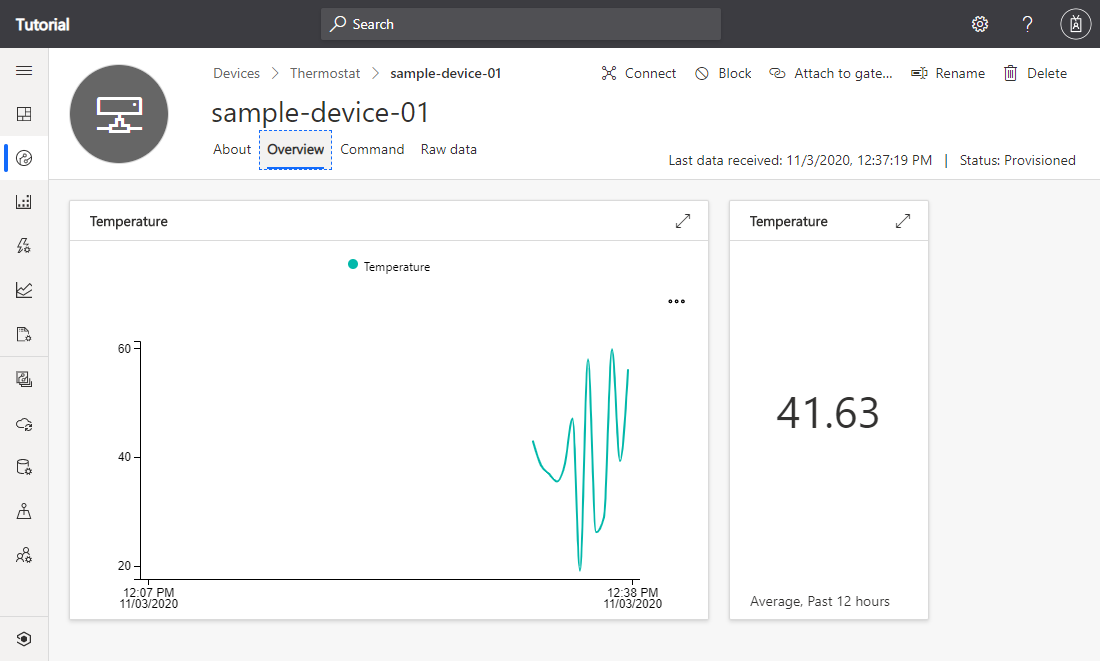 Tutorial
Search
?
Devices > Thermostat > sample-device-01
Connect Block Attach to gate... Rename Delete
sample-device-01
About Overview Command Raw data
Last data received: 11/3/2020, 12:37:19 PM | Status: Provisioned
Temperature
Temperature
60
40
20
12:07 PM
11/03/2020
12:38 PM
11/03/2020
Temperature
41.63
Average, Past 12 hours